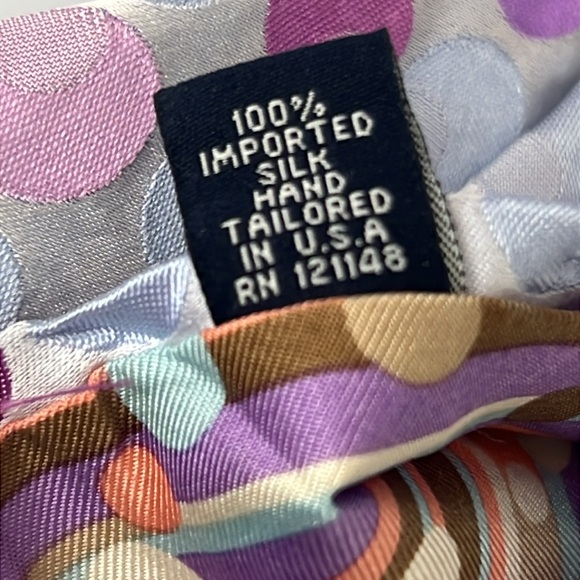 100%
IMPORTED
SILK
HAND
TAILORED
IN U.S.A
RN 121148